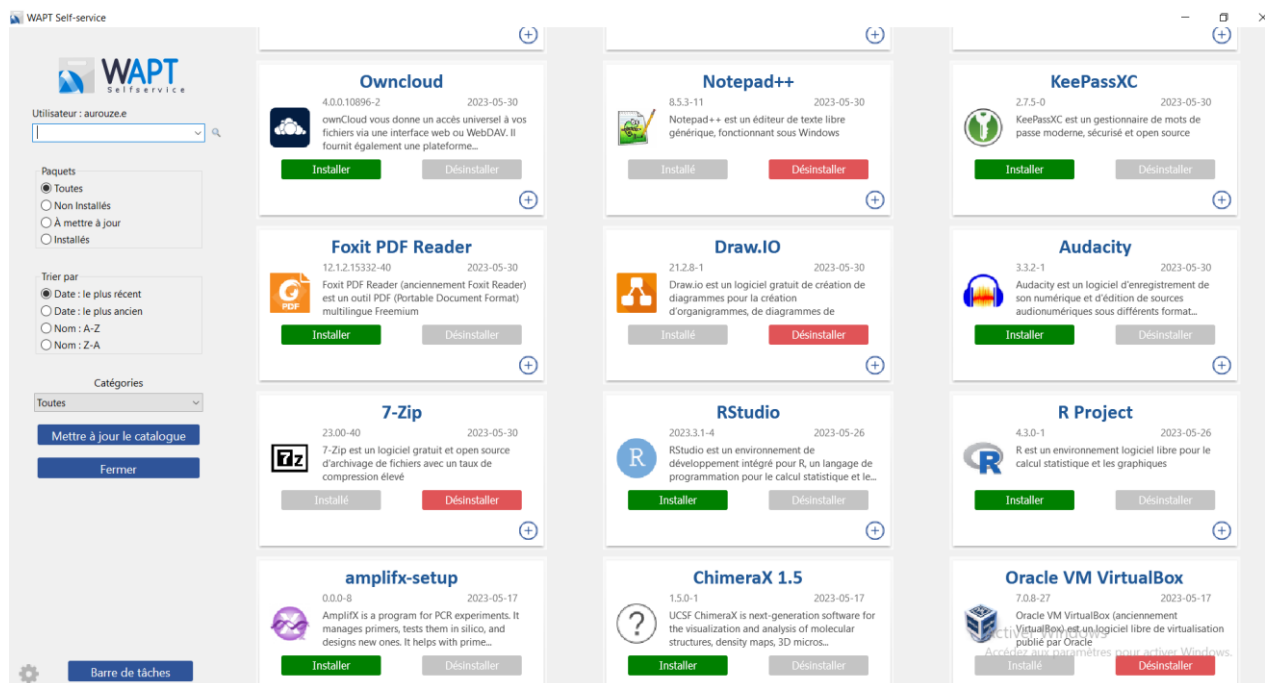 WAPT Self-service
WAPT
Selfservice
Utilisateur : aurouze.e
Paquets
Toutes
Non Installés
À mettre à jour
Installés
Trier par
Date : le plus récent
Date : le plus ancien
Nom : A-Z
Nom : Z-A
Catégories
Toutes
Mettre à jour le catalogue
Fermer
Barre de tâches
Owncloud
4.0.0.10896-2 2023-05-30
ownCloud vous donne un accès universel à vos
fichiers via une interface web ou WebDAV. Il
fournit également une plateforme...
Installer Désinstaller
Notepad++
8.5.3-11 2023-05-30
Notepad++ est un éditeur de texte libre
générique, fonctionnant sous Windows
Installé Désinstaller
KeePassXC
2.7.5-0 2023-05-30
KeePassXC est un gestionnaire de mots de
passe moderne, sécurisé et open source
Installer Désinstaller
Foxit PDF Reader
12.1.2.15332-40 2023-05-30
PDF
Foxit PDF Reader (anciennement Foxit Reader)
est un outil PDF (Portable Document Format)
multilingue Freemium
Installer Désinstaller
Draw.IO
21.2.8-1 2023-05-30
Draw.io est un logiciel gratuit de création de
diagrammes pour la création
d'organigrammes, de diagrammes de
Installé Désinstaller
Audacity
3.3.2-1 2023-05-30
Audacity est un logiciel d'enregistrement de
son numérique et d'édition de sources
audionumériques sous différents format...
Installer Désinstaller
7-Zip
23.00-40 2023-05-30
7z
7-Zip est un logiciel gratuit et open source
d'archivage de fichiers avec un taux de
compression élevé
Installé Désinstaller
RStudio
2023.3.1-4 2023-05-26
R
RStudio est un environnement de
développement intégré pour R, un langage de
programmation pour le calcul statistique et le...
Installer Désinstaller
R Project
4.3.0-1 2023-05-26
R
R est un environnement logiciel libre pour le
calcul statistique et les graphiques
Installer Désinstaller
amplifx-setup
0.0.0-8 2023-05-17
AmplifX is a program for PCR experiments. It
manages primers, tests them in silico, and
designs new ones. It helps with prime...
Installer Désinstaller
ChimeraX 1.5
1.5.0-1 2023-05-17
?
UCSF ChimeraX is next-generation software for
the visualization and analysis of molecular
structures, density maps, 3D micros...
Installer Désinstaller
Oracle VM VirtualBox
7.0.8-27 2023-05-17
Oracle VM VirtualBox (anciennement
VirtualBox) est un logiciel libre de virtualisation
publié par Oracle
Installé Désinstaller
Activer Windows
Accédez aux paramètres pour activer Windows.